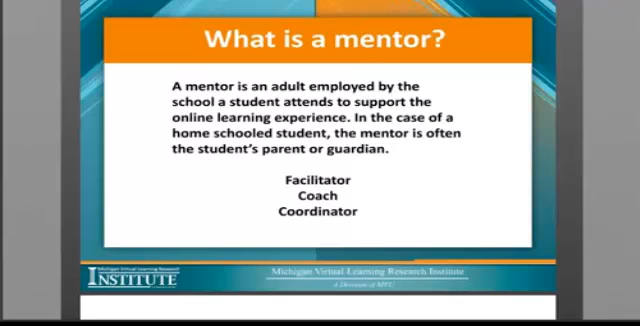 What is a mentor?
A mentor is an adult employed by the
school a student attends to support the
online learning experience. In the case of a
home schooled student, the mentor is often
the student's parent or guardian.
Facilitator
Coach
Coordinator
Michigan Virtual Learning Research
INSTITUTE
Michigan Virtual Learning Research Institute
A Division of MVU